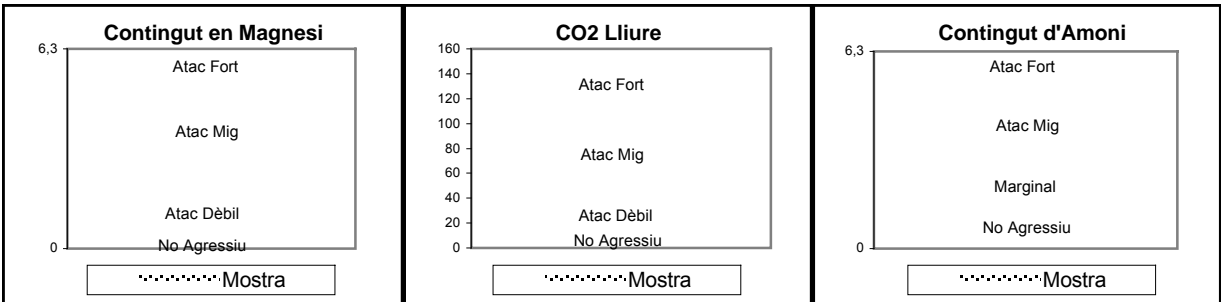 Contingut en Magnesi
6,3
Atac Fort
Atac Mig
Atac Dèbil
No Agressiu
0
Mostra
CO2 Lliure
160
140
120
100
80
60
40
20
0
Atac Fort
Atac Mig
Atac Dèbil
No Agressiu
Mostra
Contingut d'Amoni
6,3
Atac Fort
Atac Mig
Marginal
No Agressiu
0
Mostra